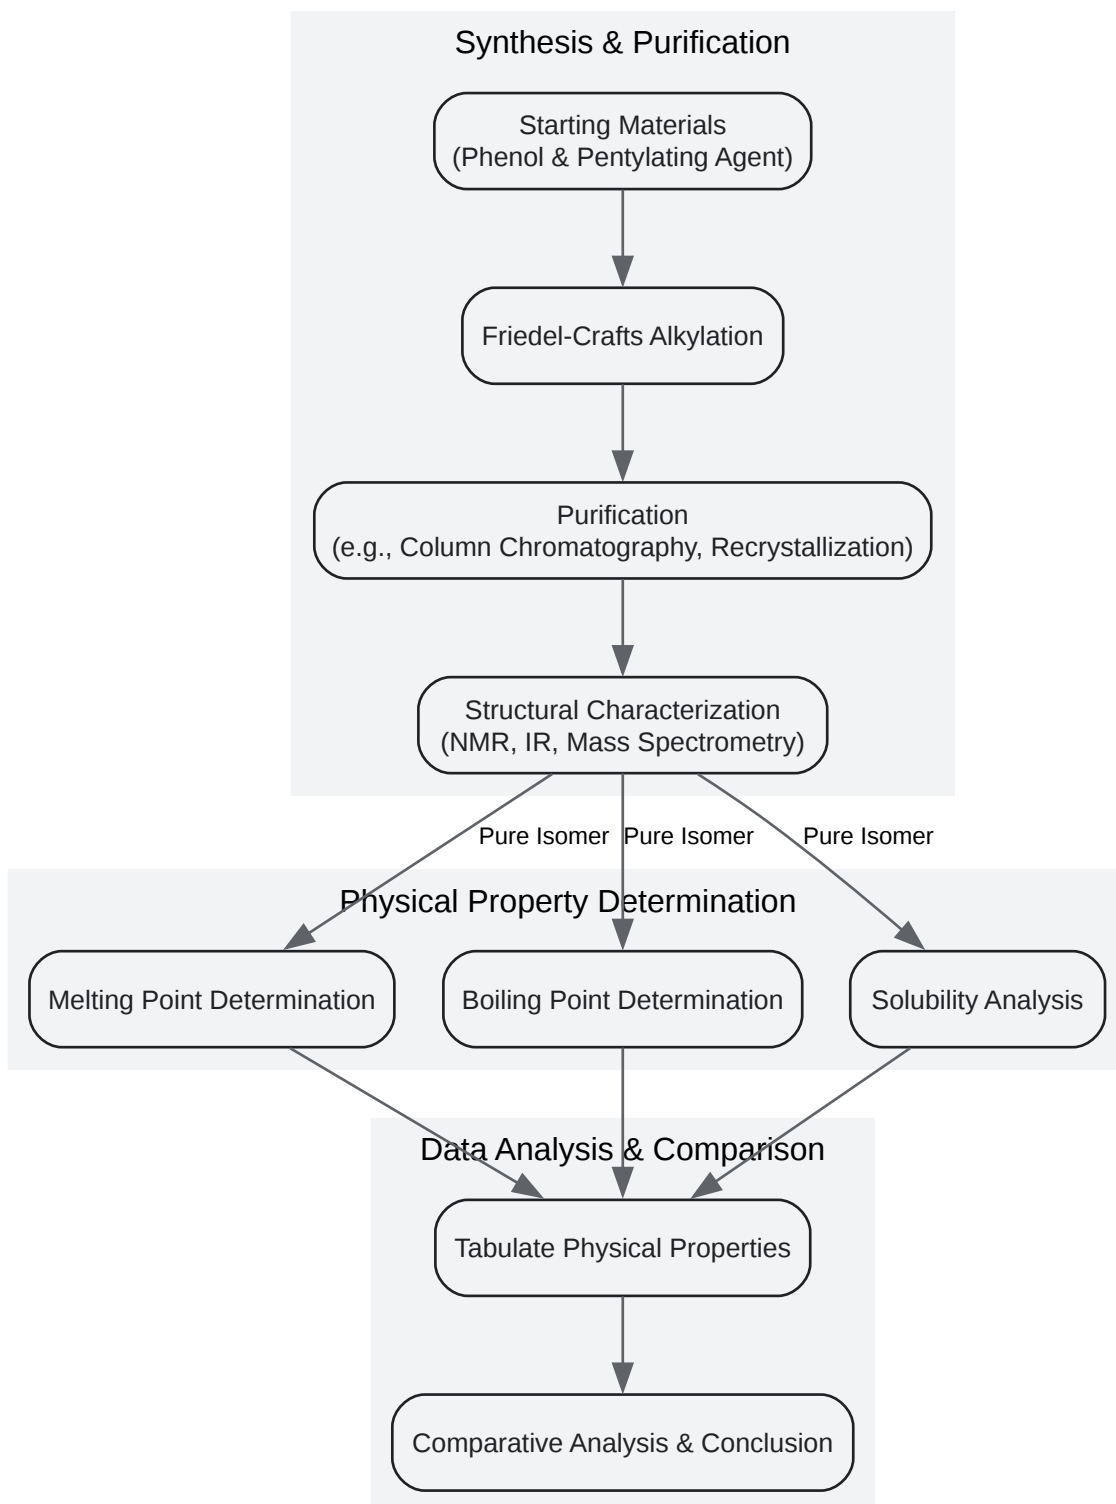 Synthesis & Purification
Starting Materials
(Phenol & Pentylating Agent)
Friedel-Crafts Alkylation
Purification
(e.g., Column Chromatography, Recrystallization)
Structural Characterization
(NMR, IR, Mass Spectrometry)
Pure Isomer
Pure Isomer
Pure Isomer
Physical Property Determination
Melting Point Determination
Boiling Point Determination
Solubility Analysis
Data Analysis & Comparison
Tabulate Physical Properties
Comparative Analysis & Conclusion